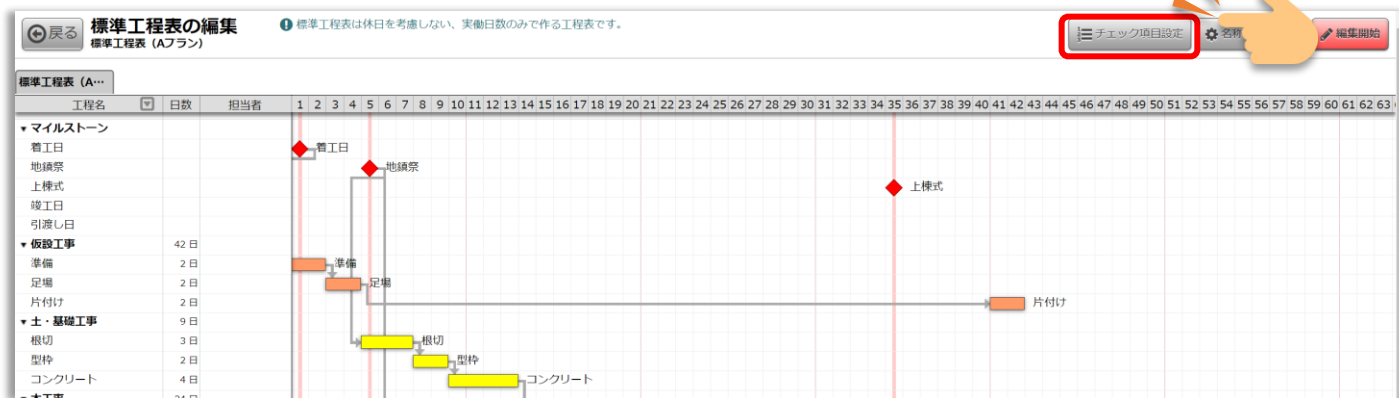 戻る 標準工程表の編集 標準工程表は休日を考慮しない、実働日数のみで作る工程表です。 チェック項目設定 名称 編集開始
標準工程表（Aプラン）
標準工程表（A…
工程名 日数 担当者 1 2 3 4 5 6 7 8 9 10 11 12 13 14 15 16 17 18 19 20 21 22 23 24 25 26 27 28 29 30 31 32 33 34 35 36 37 38 39 40 41 42 43 44 45 46 47 48 49 50 51 52 53 54 55 56 57 58 59 60 61 62 63
マイルストーン
着工日 着工日
地鎮祭 地鎮祭
上棟式 上棟式
竣工日
引渡し日
仮設工事 42日
準備 2日 準備
足場 2日 足場
片付け 2日 片付け
土・基礎工事 9日
根切 3日 根切
型枠 2日 型枠
コンクリート 4日 コンクリート